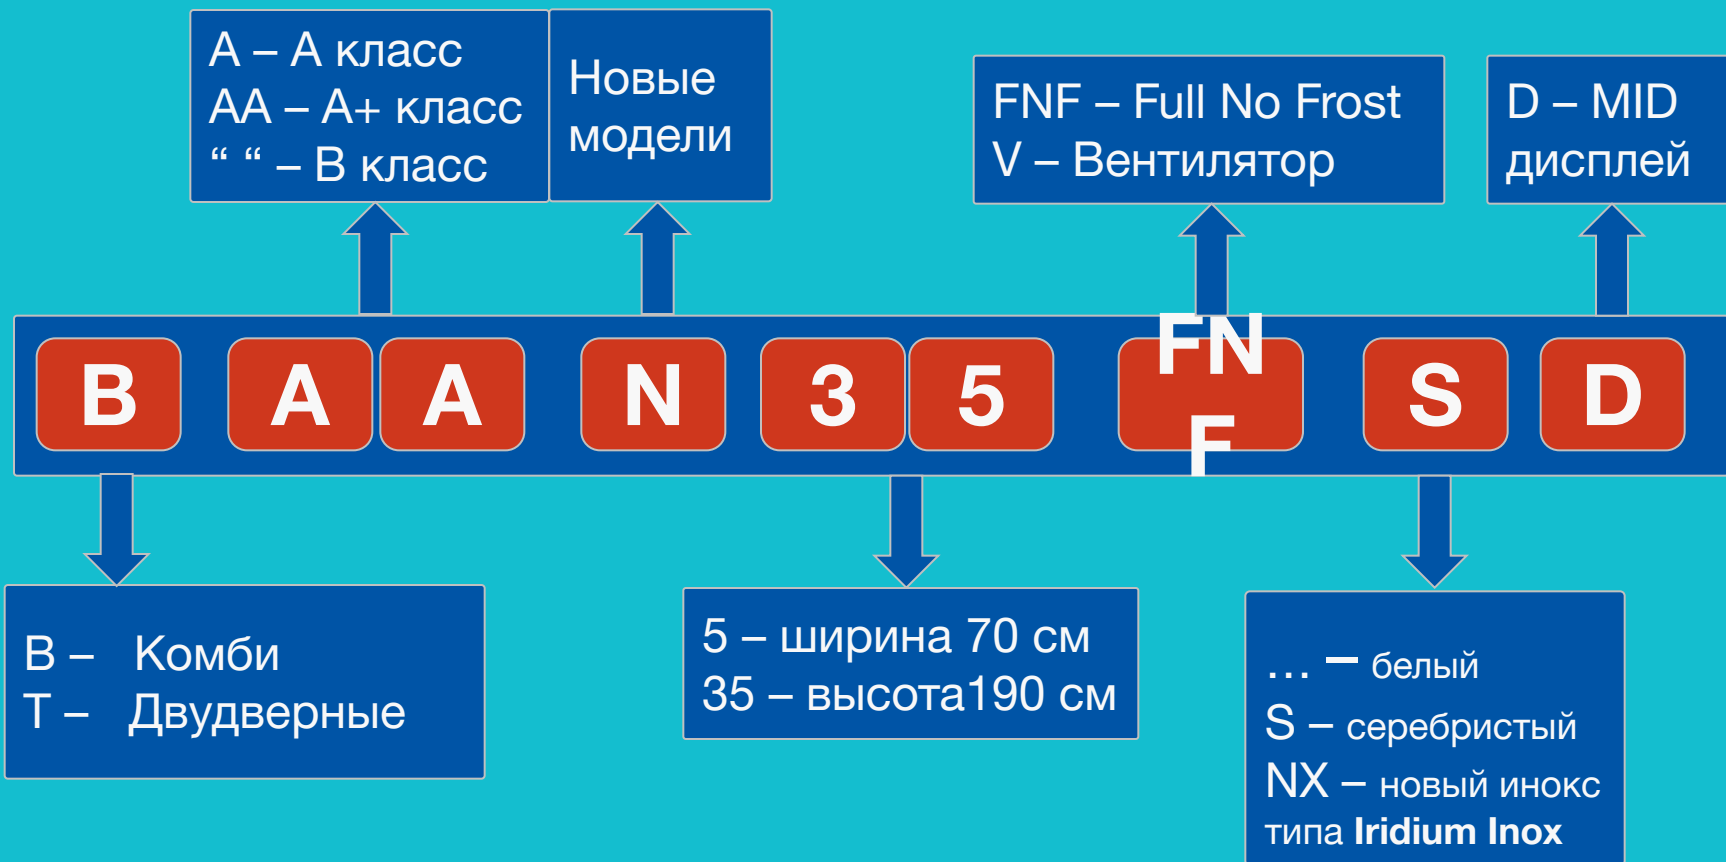 А – А класс
АА – А+ класс
“ “ – В класс
Новые
модели
FNF – Full No Frost
V – Вентилятор
D – MID
дисплей
B
A
A
N
3
5
FN
F
S
D
B – Комби
T – Двудверные
5 – ширина 70 см
35 – высота190 см
... – белый
S – серебристый
NX – новый инокс
типа Iridium Inox